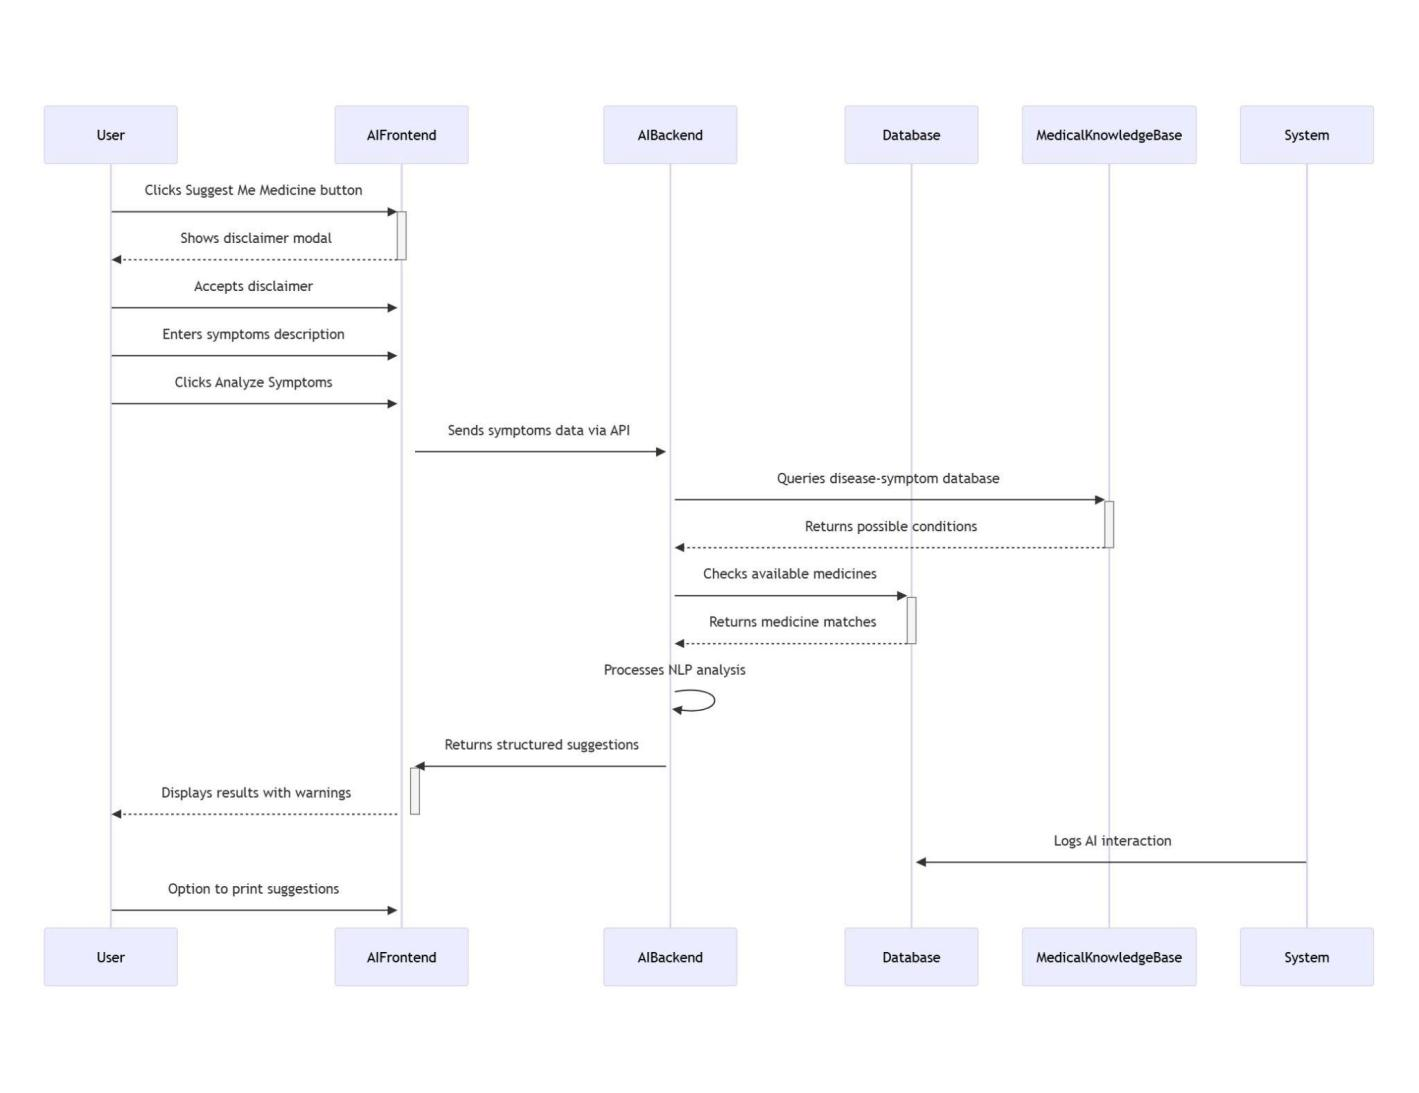 User
AIFrontend
AIBackend
Database
MedicalKnowledgeBase
System
Clicks Suggest Me Medicine button
Shows disclaimer modal
Accepts disclaimer
Enters symptoms description
Clicks Analyze Symptoms
Sends symptoms data via API
Queries disease-symptom database
Returns possible conditions
Checks available medicines
Returns medicine matches
Processes NLP analysis
Returns structured suggestions
Displays results with warnings
Logs AI interaction
Option to print suggestions
User
AIFrontend
AIBackend
Database
MedicalKnowledgeBase
System